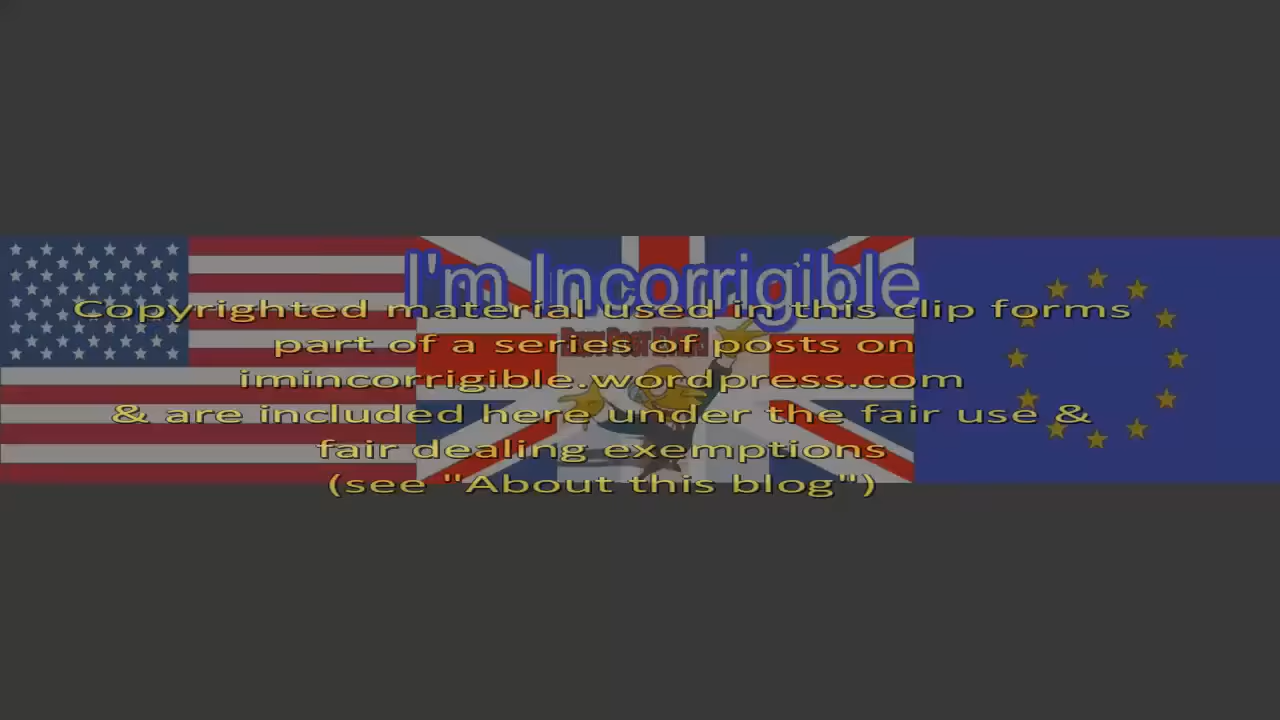 I'm Incorrigible
Copyrighted material used in this clip forms
part of a series of posts on
imincorrigible.wordpress.com
& are included here under the fair use &
fair dealing exemptions
(see "About this blog")